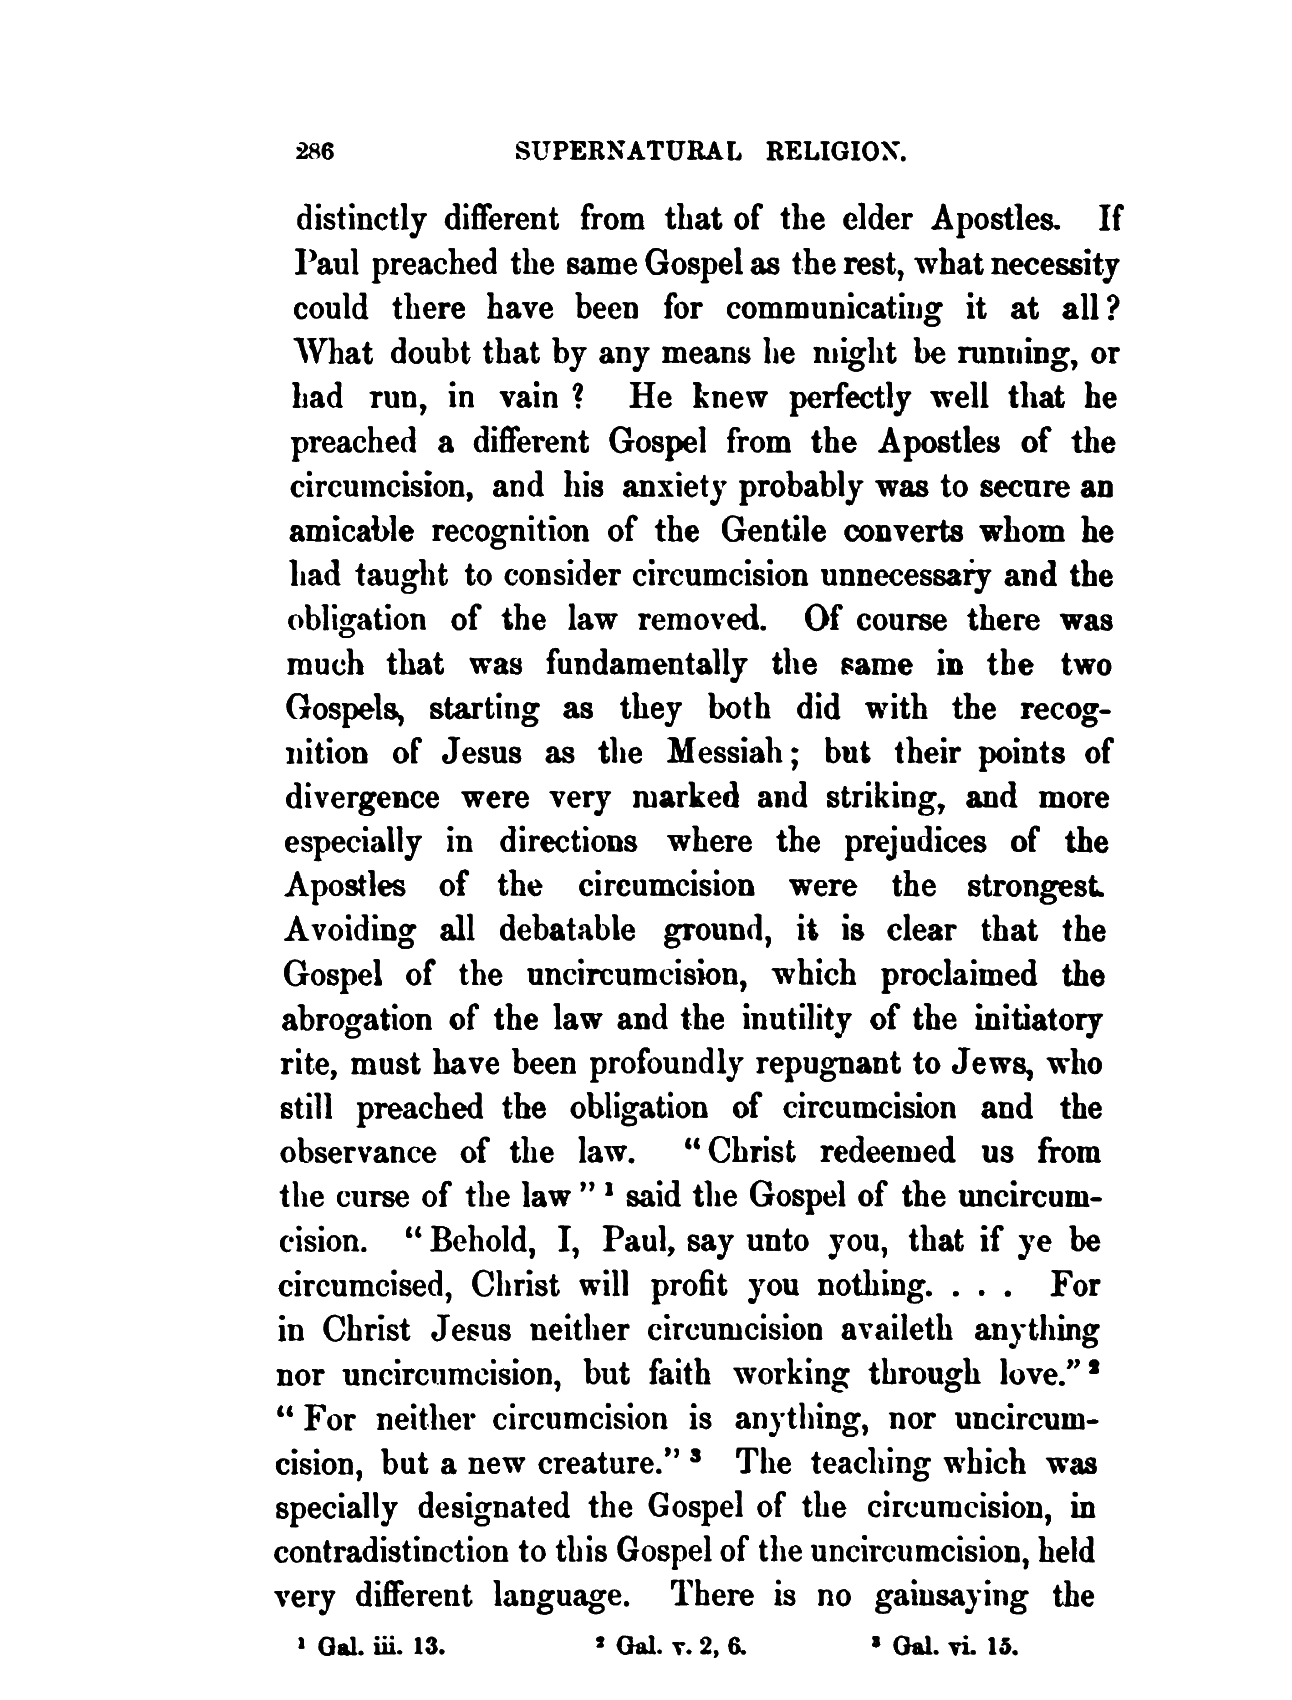 286 SUPERNATURAL RELIGION.
distinctly different from that of the elder Apostles. If
Paul preached the same Gospel as the rest, what necessity
could there have been for communicating it at all?
What doubt that by any means he might be running, or
had run, in vain? He knew perfectly well that he
preached a different Gospel from the Apostles of the
circumcision, and his anxiety probably was to secure an
amicable recognition of the Gentile converts whom he
had taught to consider circumcision unnecessary and the
obligation of the law removed. Of course there was
much that was fundamentally the same in the two
Gospels, starting as they both did with the recog-
nition of Jesus as the Messiah; but their points of
divergence were very marked and striking, and more
especially in directions where the prejudices of the
Apostles of the circumcision were the strongest.
Avoiding all debatable ground, it is clear that the
Gospel of the uncircumcision, which proclaimed the
abrogation of the law and the inutility of the initiatory
rite, must have been profoundly repugnant to Jews, who
still preached the obligation of circumcision and the
observance of the law. “Christ redeemed us from
the curse of the law” ¹ said the Gospel of the uncircum-
cision. “Behold, I, Paul, say unto you, that if ye be
circumcised, Christ will profit you nothing. . . . For
in Christ Jesus neither circumcision availeth anything
nor uncircumcision, but faith working through love.” ²
“For neither circumcision is anything, nor uncircum-
cision, but a new creature.” ³ The teaching which was
specially designated the Gospel of the circumcision, in
contradistinction to this Gospel of the uncircumcision, held
very different language. There is no gainsaying the
¹ Gal. iii. 13. ² Gal. v. 2, 6. ³ Gal. vi. 15.